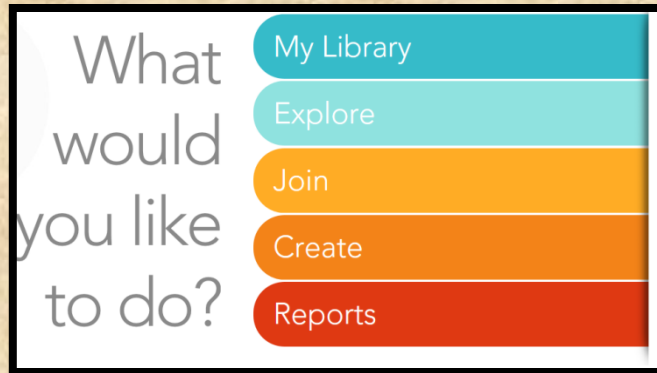 What
would
you like
to do?
My Library
Explore
Join
Create
Reports